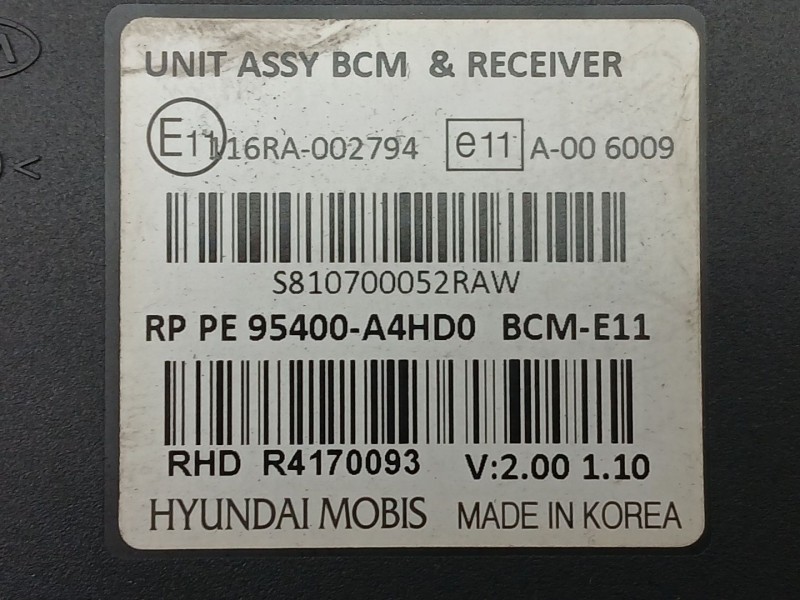 UNIT ASSY BCM & RECEIVER
E11 116RA-002794 e11 A-00 6009
S810700052RAW
RP PE 95400-A4HD0 BCM-E11
RHD R4170093 V:2.00 1.10
HYUNDAI MOBIS MADE IN KOREA